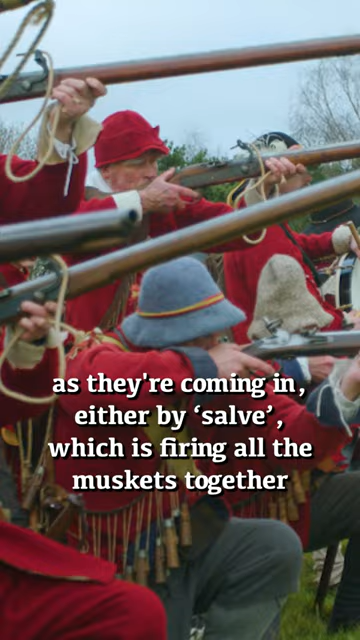 as they're coming in,
either by ‘salve’,
which is firing all the
muskets together